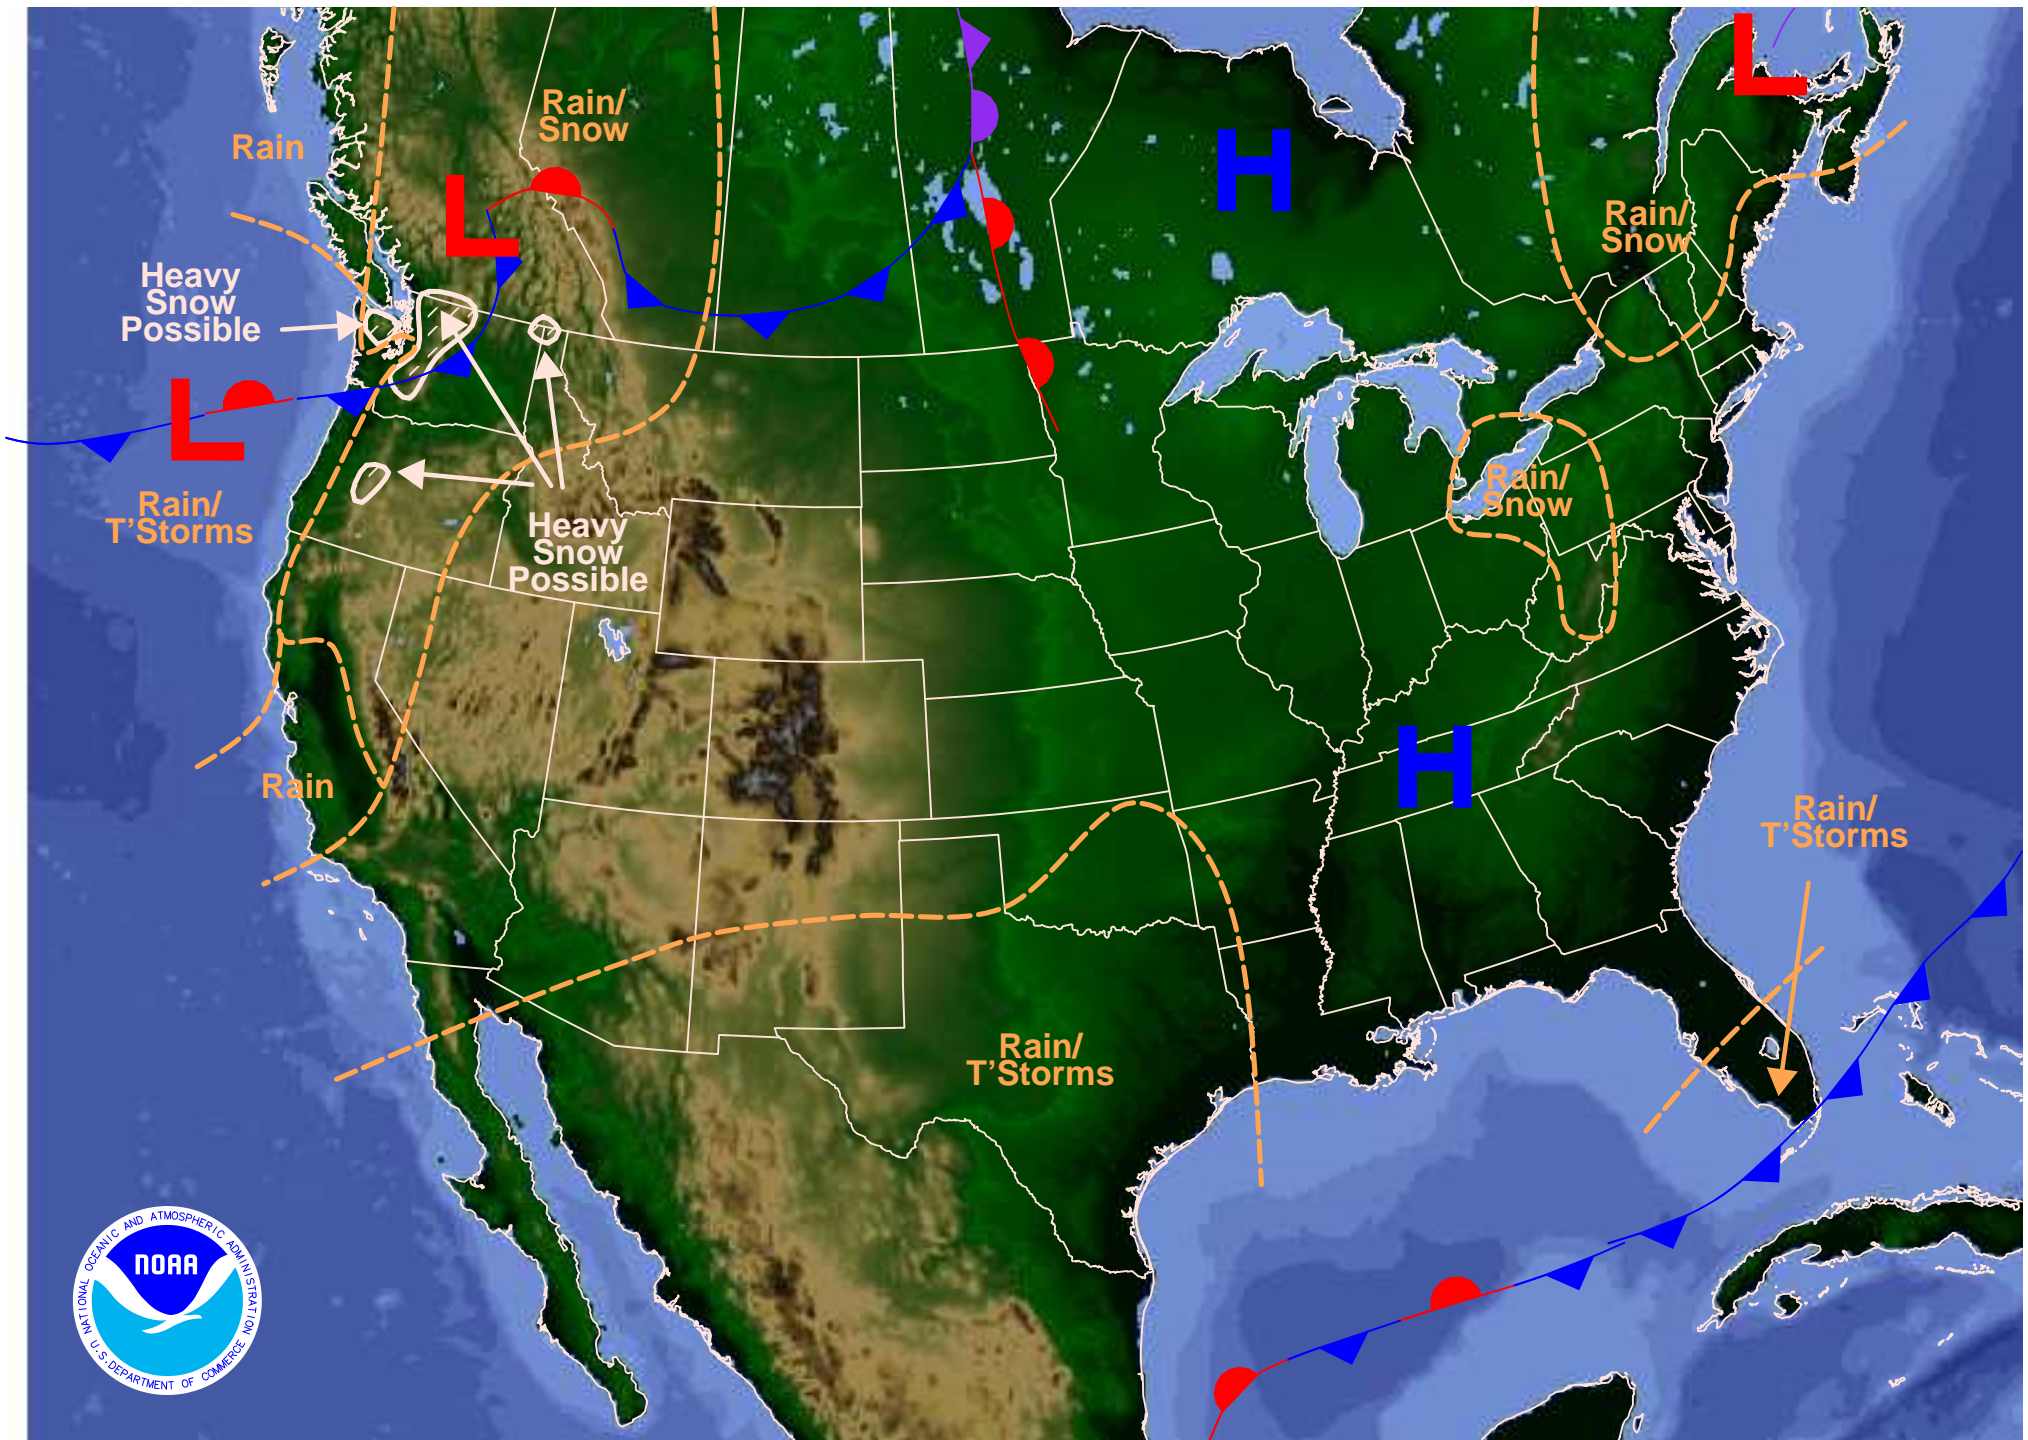 L
Rain/
Snow
Rain
H
L
Rain/
Snow
Heavy
Snow
Possible
L
Rain/
T'Storms
Heavy
Snow
Possible
Rain/
Snow
Rain
H
Rain/
T'Storms
Rain/
T'Storms
L
NATIONAL OCEANIC AND ATMOSPHERIC ADMINISTRATION
NOAA
U.S. DEPARTMENT OF COMMERCE